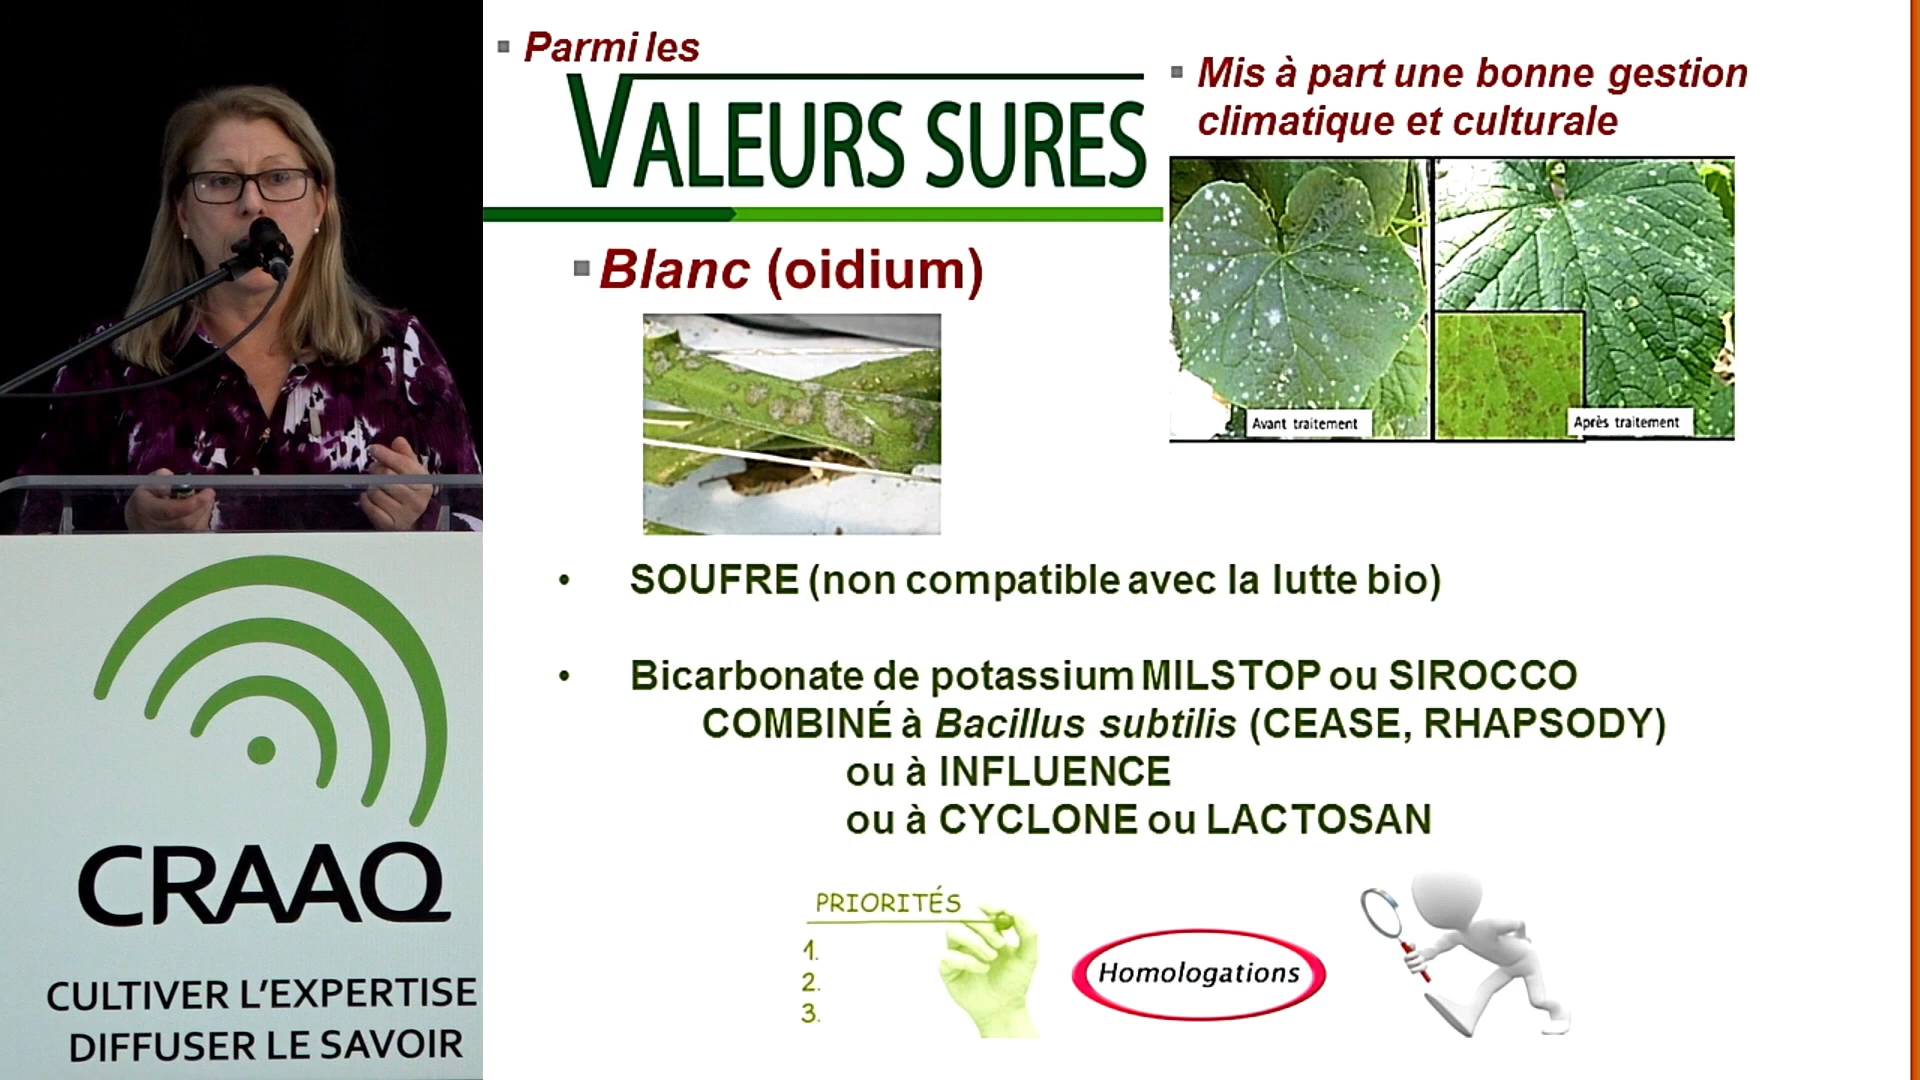 Parmi les
VALEURS SURES
Mis à part une bonne gestion
climatique et culturale
Blanc (oidium)
Avant traitement
Après traitement
SOUFRE (non compatible avec la lutte bio)
Bicarbonate de potassium MILSTOP ou SIROCCO
COMBINÉ à Bacillus subtilis (CEASE, RHAPSODY)
ou à INFLUENCE
ou à CYCLONE ou LACTOSAN
PRIORITÉS
1.
2.
3.
Homologations
CRAAQ
CULTIVER L'EXPERTISE
DIFFUSER LE SAVOIR